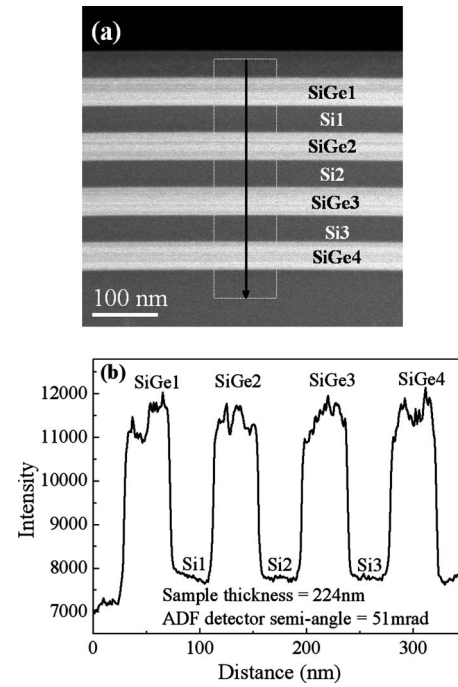 (a)
SiGe1
Si1
SiGe2
Si2
SiGe3
Si3
SiGe4
100 nm
(b)
SiGe1 SiGe2 SiGe3 SiGe4
12000
11000
10000
9000
8000
7000
Intensity
Si1 Si2 Si3
Sample thickness = 224nm
ADF detector semi-angle = 51mrad
0 100 200 300
Distance (nm)